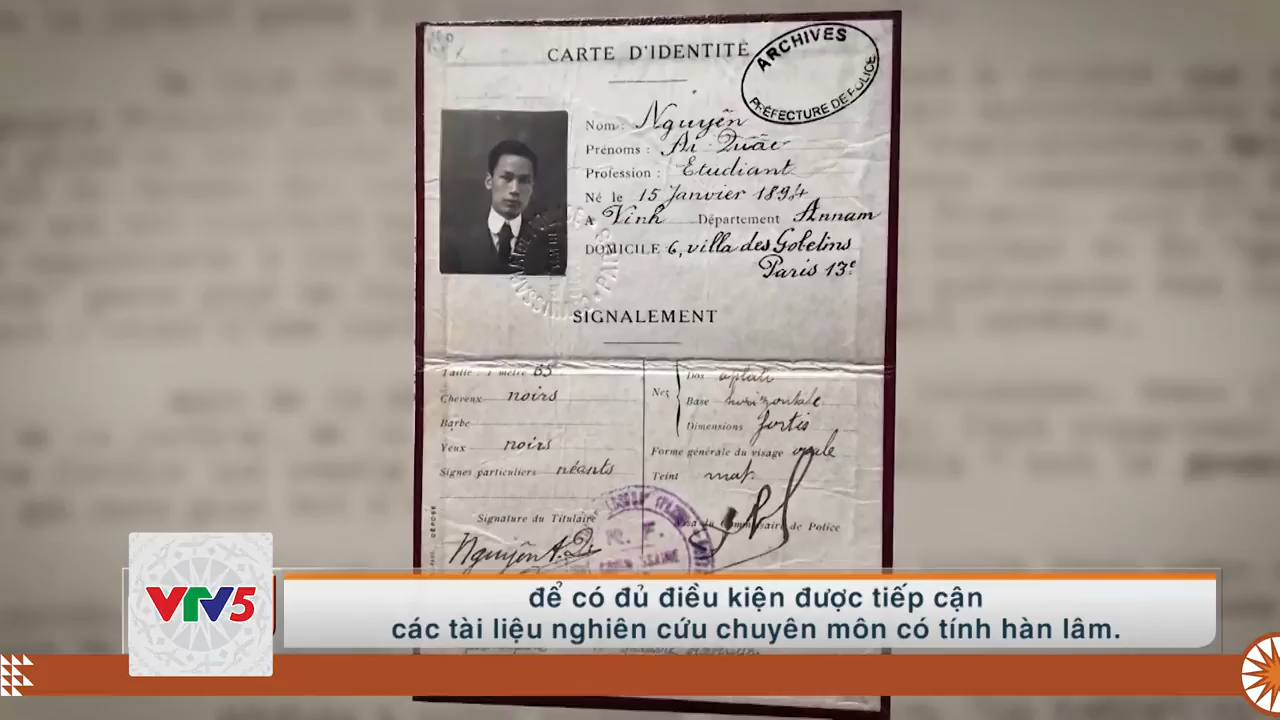 CARTE D'IDENTITÉ
ARCHIVES
PRÉFECTURE DE POLICE
Nom : Nguyên
Prénoms : Ai Quâc
Profession : Etudiant
Né le 15 Janvier 1894
A Vinh Département Annam
DOMICILE 6, villa des Gobelins
Paris 13e
SIGNALEMENT
Taille : 1 mètre 65
Cheveux noirs
Barbe
Yeux noirs
Signes particuliers néants
Nez
Dos aplati
Base horizontale
Dimensions fortes
Forme générale du visage ovale
Teint mat.
Signature du Titulaire
Visa du Commissaire de Police
Nguyên A. Q
R. F.
VTV5
để có đủ điều kiện được tiếp cận
các tài liệu nghiên cứu chuyên môn có tính hàn lâm.